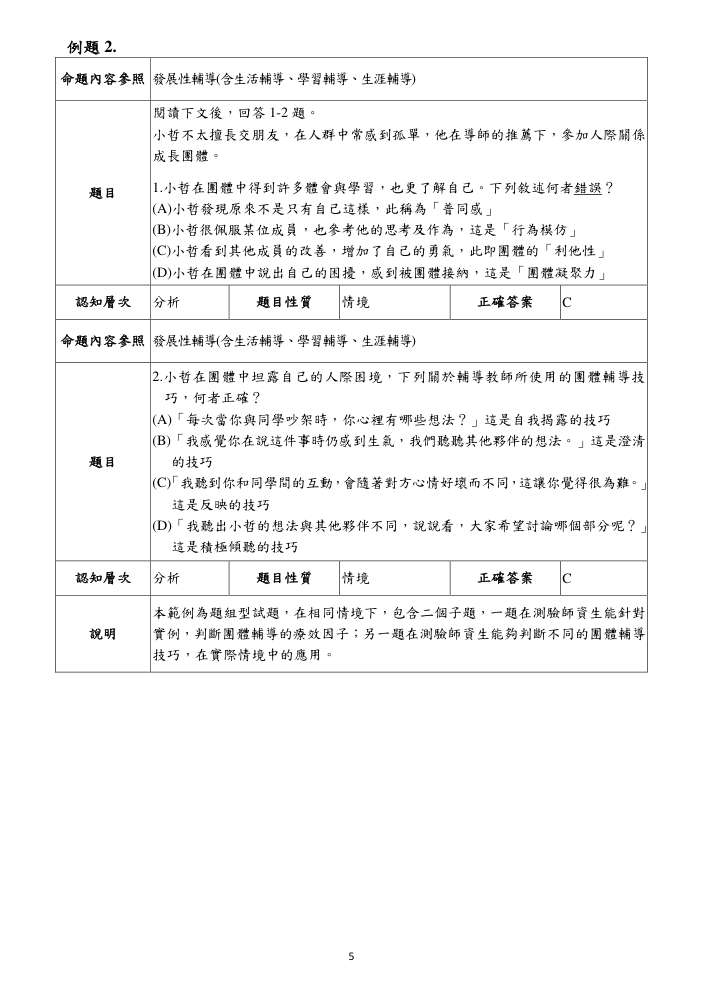 例題 2.
命題內容參照 發展性輔導(含生活輔導、學習輔導、生涯輔導)
題目
閱讀下文後，回答 1-2 題。
小哲不太擅長交朋友，在人群中常感到孤單，他在導師的推薦下，參加人際關係
成長團體。
1.小哲在團體中得到許多體會與學習，也更了解自己。下列敘述何者錯誤？
(A)小哲發現原來不是只有自己這樣，此稱為「普同感」
(B)小哲很佩服某位成員，也參考他的思考及作為，這是「行為模仿」
(C)小哲看到其他成員的改善，增加了自己的勇氣，此即團體的「利他性」
(D)小哲在團體中說出自己的困擾，感到被團體接納，這是「團體凝聚力」
認知層次 分析 題目性質 情境 正確答案 C
命題內容參照 發展性輔導(含生活輔導、學習輔導、生涯輔導)
題目
2.小哲在團體中坦露自己的人際困境，下列關於輔導教師所使用的團體輔導技
巧，何者正確？
(A)「每次當你與同學吵架時，你心裡有哪些想法？」這是自我揭露的技巧
(B)「我感覺你在說這件事時仍感到生氣，我們聽聽其他夥伴的想法。」這是澄清
的技巧
(C)「我聽到你和同學間的互動，會隨著對方心情好壞而不同，這讓你覺得很為難。」
這是反映的技巧
(D)「我聽出小哲的想法與其他夥伴不同，說說看，大家希望討論哪個部分呢？」
這是積極傾聽的技巧
認知層次 分析 題目性質 情境 正確答案 C
說明
本範例為題組型試題，在相同情境下，包含二個子題，一題在測驗師資生能針對
實例，判斷團體輔導的療效因子；另一題在測驗師資生能夠判斷不同的團體輔導
技巧，在實際情境中的應用。
5